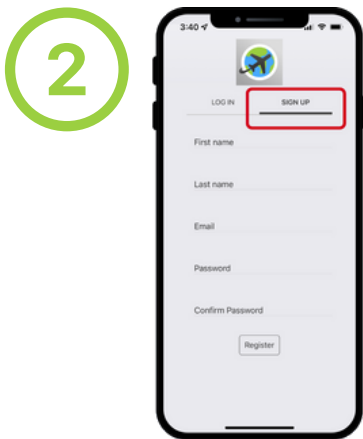 2
3:40
LOG IN SIGN UP
First name
Last name
Email
Password
Confirm Password
Register